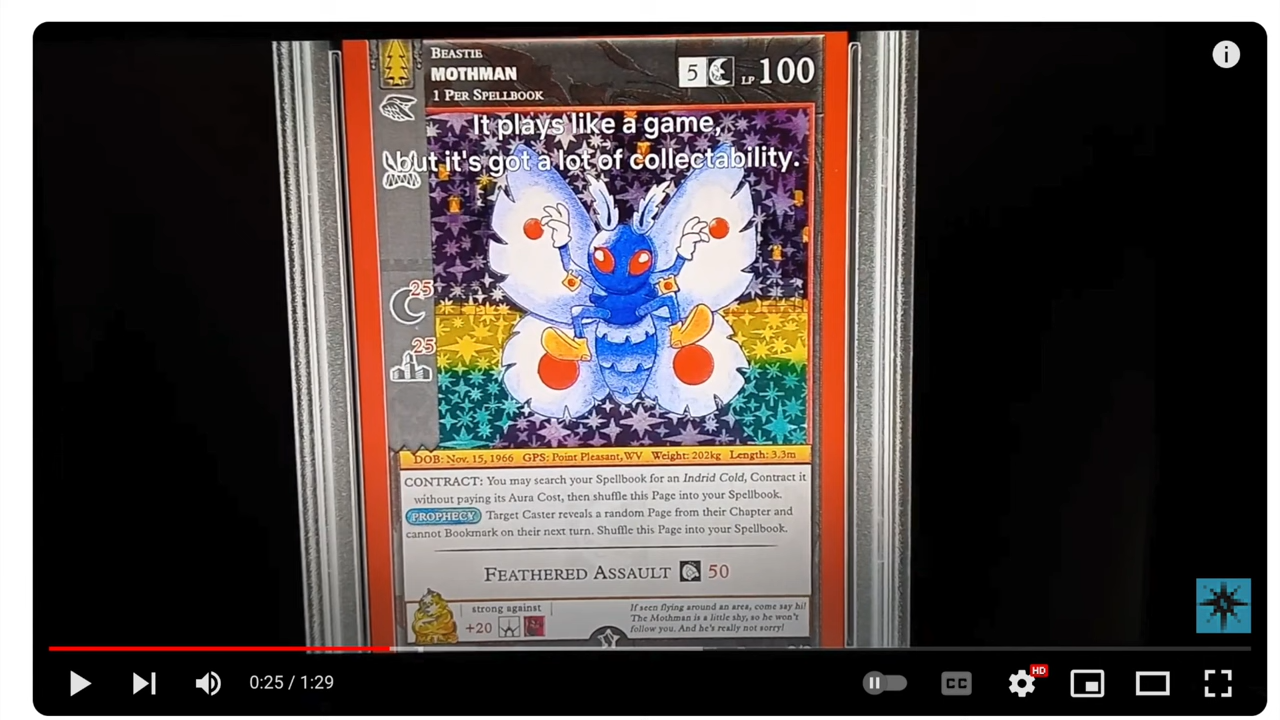 BEASTIE
MOTHMAN
1 PER SPELLBOOK
5
LP 100
It plays like a game,
but it's got a lot of collectability.
25
25
DOB: Nov. 15, 1966 GPS: Point Pleasant, WV Weight: 202kg Length: 3.3m
CONTRACT: You may search your Spellbook for an Indrid Cold, Contract it
without paying its Aura Cost, then shuffle this Page into your Spellbook.
PROPHECY Target Caster reveals a random Page from their Chapter and
cannot Bookmark on their next turn. Shuffle this Page into your Spellbook.
FEATHERED ASSAULT 50
strong against
+20
If seen flying around an area, come say hi!
The Mothman is a little shy, so he won't
follow you. And he's really not sorry!
0:25 / 1:29
CC
HD